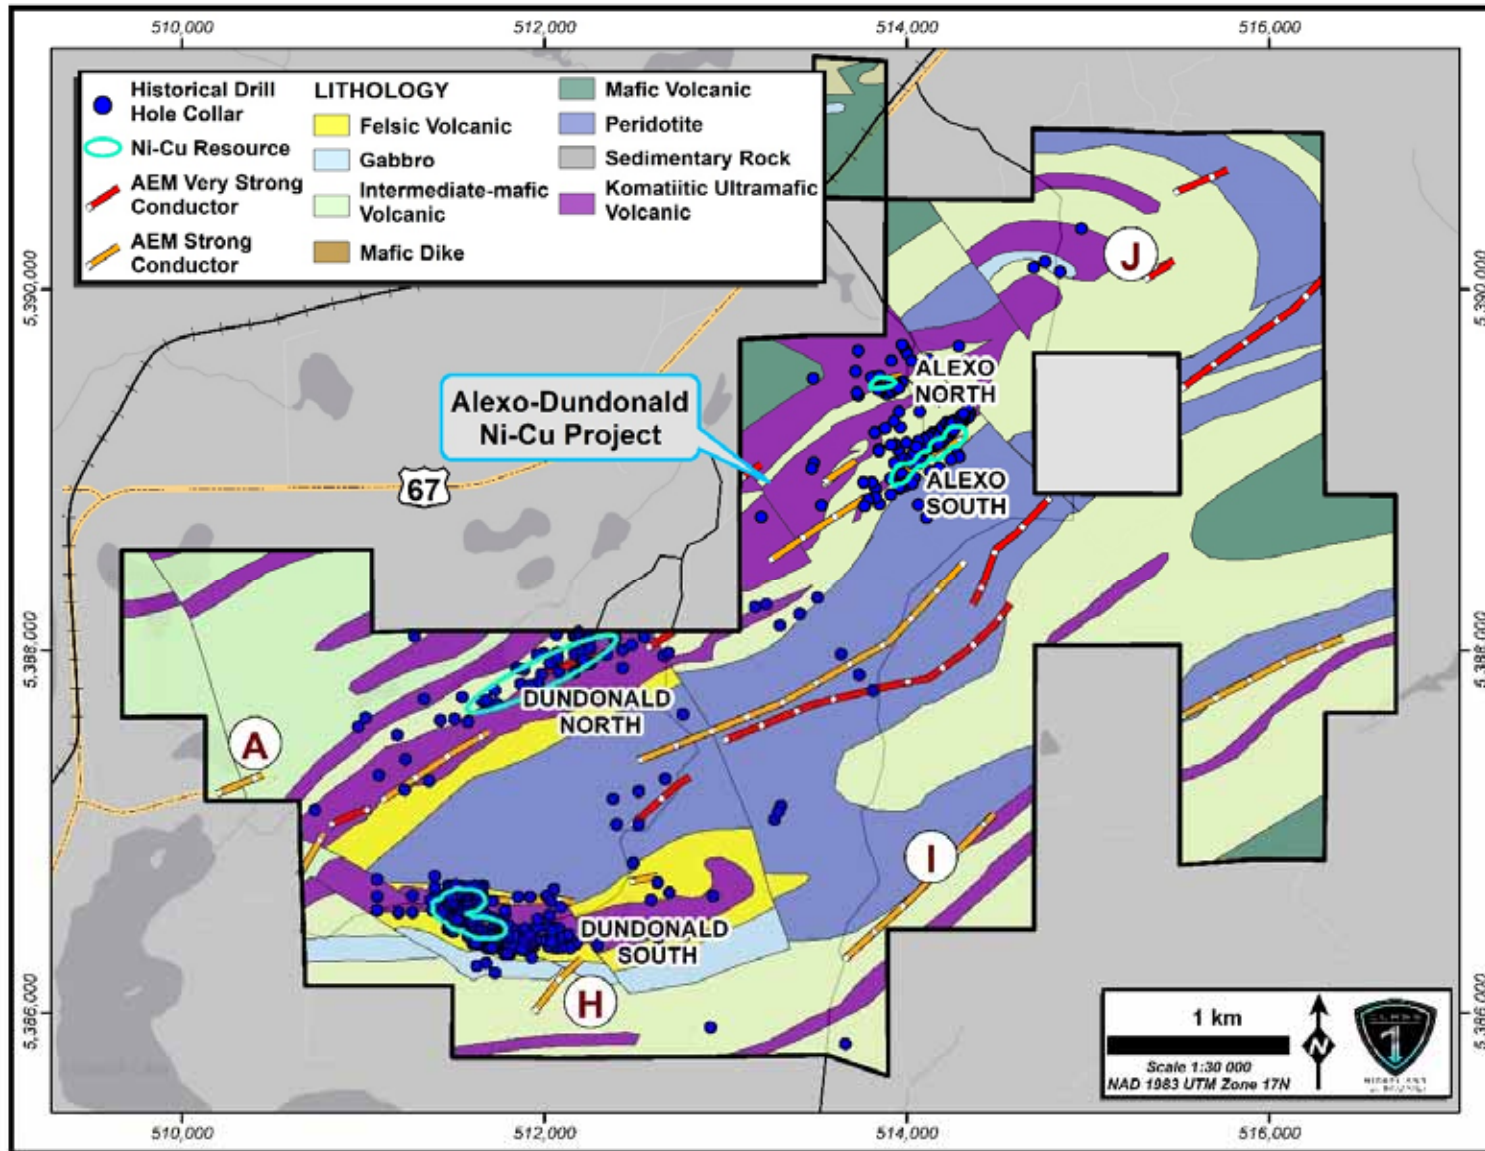 510,000
512,000
514,000
516,000
Historical Drill
Hole Collar
Ni-Cu Resource
AEM Very Strong
Conductor
AEM Strong
Conductor
LITHOLOGY
Felsic Volcanic
Gabbro
Intermediate-mafic
Volcanic
Mafic Dike
Mafic Volcanic
Peridotite
Sedimentary Rock
Komatiitic Ultramafic
Volcanic
5,390,000
5,390,000
J
ALEXO
NORTH
Alexo-Dundonald
Ni-Cu Project
67
ALEXO
SOUTH
5,388,000
5,388,000
DUNDONALD
NORTH
A
I
DUNDONALD
SOUTH
H
5,386,000
5,386,000
1 km
Scale 1:30 000
NAD 1983 UTM Zone 17N
N
CLASS
1
510,000
512,000
514,000
516,000